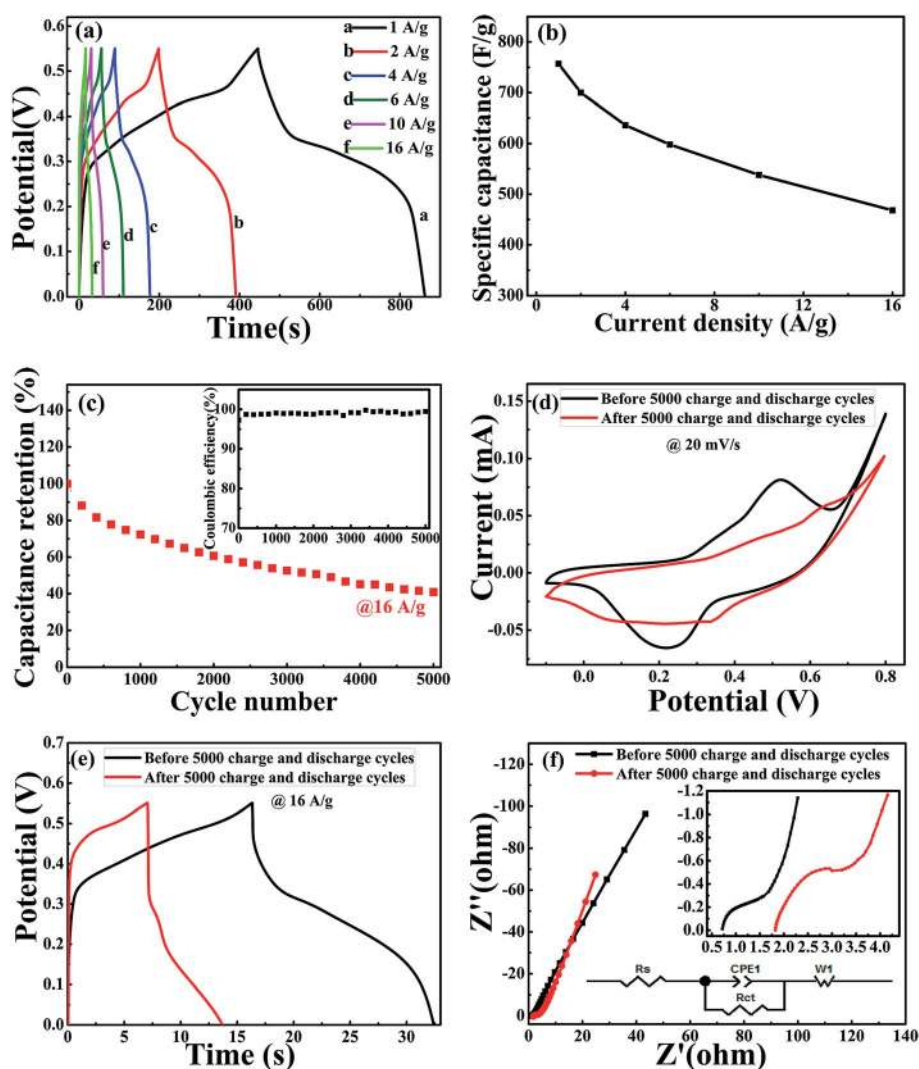 (a)
a 1 A/g
b 2 A/g
c 4 A/g
d 6 A/g
e 10 A/g
f 16 A/g
0.6
0.5
0.4
0.3
0.2
0.1
0.0
Potential(V)
f e d c b a
0 200 400 600 800
Time(s)
(b)
800
700
600
500
400
300
Specific capacitance (F/g)
0 4 8 12 16
Current density (A/g)
(c)
140
120
100
80
60
40
20
0
Capacitance retention (%)
@16 A/g
0 1000 2000 3000 4000 5000
Cycle number
100
90
80
70
Coulombic efficiency(%)
0 1000 2000 3000 4000 5000
(d)
Before 5000 charge and discharge cycles
After 5000 charge and discharge cycles
@ 20 mV/s
0.15
0.10
0.05
0.00
-0.05
Current (mA)
0.0 0.2 0.4 0.6 0.8
Potential (V)
(e)
Before 5000 charge and discharge cycles
After 5000 charge and discharge cycles
@ 16 A/g
0.7
0.6
0.5
0.4
0.3
0.2
0.1
0.0
Potential (V)
0 5 10 15 20 25 30
Time (s)
(f)
Before 5000 charge and discharge cycles
After 5000 charge and discharge cycles
-120
-100
-80
-60
-40
-20
0
Z''(ohm)
-1.2
-1.0
-0.8
-0.6
-0.4
-0.2
0.0
0.5 1.0 1.5 2.0 2.5 3.0 3.5 4.0
Rs CPE1 W1
Rct
0 20 40 60 80 100 120 140
Z'(ohm)